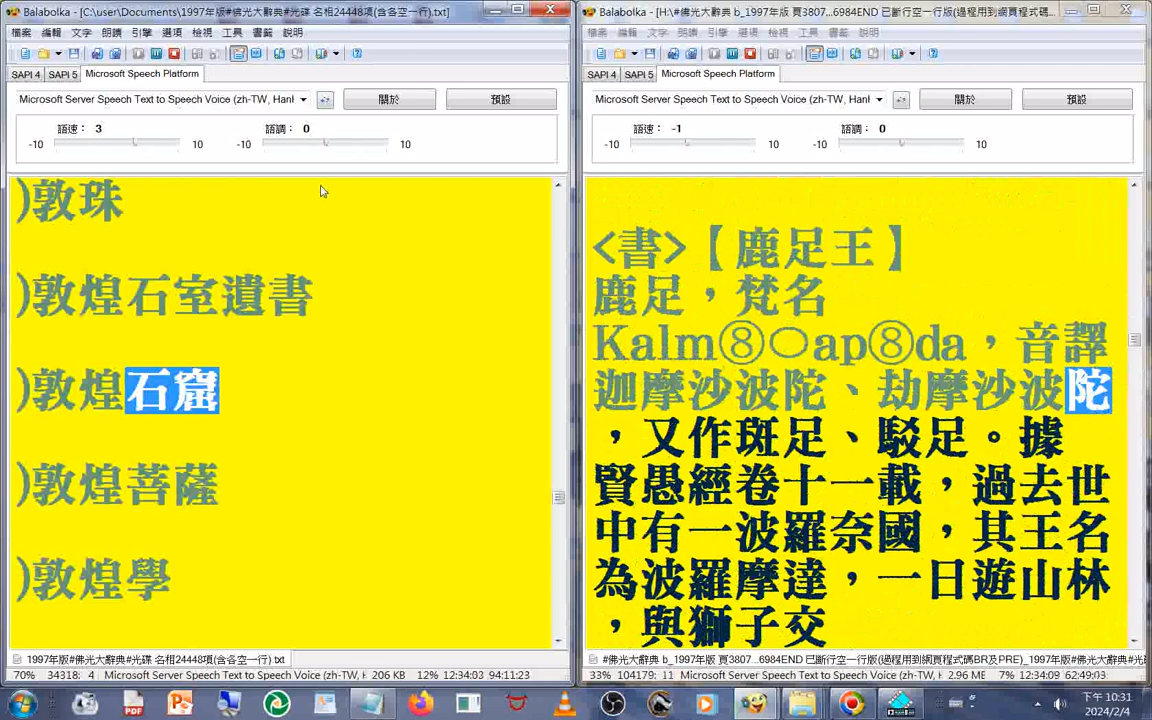 Balabolka - [C:\user\Documents\1997年版#佛光大辭典#光碟 名相24448項(含各空一行).txt]
檔案 編輯 文字 朗讀 引擎 選項 檢視 工具 書籤 說明
SAPI 4 SAPI 5 Microsoft Speech Platform
Microsoft Server Speech Text to Speech Voice (zh-TW, Hanl
關於 預設
語速： 3 語調： 0
-10 10 -10 10
)敦珠
)敦煌石室遺書
)敦煌石窟
)敦煌菩薩
)敦煌學
1997年版#佛光大辭典#光碟 名相24448項(含各空一行).txt
70% 34318: 4 Microsoft Server Speech Text to Speech Voice (zh-TW, H 206 KB 12% 12:34:03 94:11:23
Balabolka - [H:\#佛光大辭典 b_1997年版 頁3807...6984END 已斷行空一行版(過程用到網頁程式碼
檔案 編輯 文字 朗讀 引擎 選項 檢視 工具 書籤 說明
SAPI 4 SAPI 5 Microsoft Speech Platform
Microsoft Server Speech Text to Speech Voice (zh-TW, Hanl
關於 預設
語速： -1 語調： 0
-10 10 -10 10
<書>【鹿足王】
鹿足，梵名
Kalm⑧○ap⑧da，音譯
迦摩沙波陀、劫摩沙波陀
，又作斑足、駁足。據
賢愚經卷十一載，過去世
中有一波羅奈國，其王名
為波羅摩達，一日遊山林
，與獅子交
#佛光大辭典 b_1997年版 頁3807...6984END 已斷行空一行版(過程用到網頁程式碼BR及PRE)_1997年版#佛光
33% 104179: 11 Microsoft Server Speech Text to Speech Voice (zh-TW, H 2.96 ME 7% 12:34:09 62:49:03
下午 10:31
2024/2/4